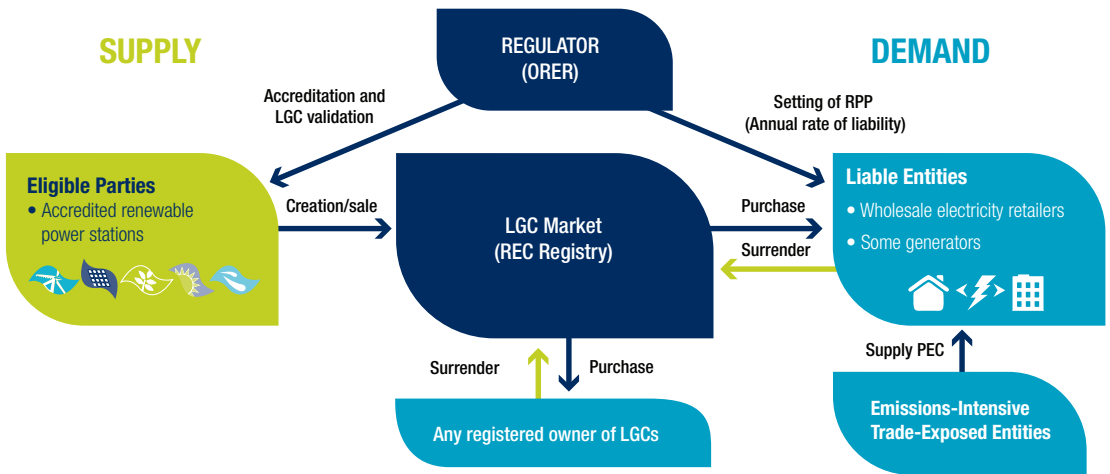 SUPPLY
REGULATOR
(ORER)
DEMAND
Accreditation and
LGC validation
Setting of RPP
(Annual rate of liability)
Eligible Parties
• Accredited renewable
power stations
Creation/sale
LGC Market
(REC Registry)
Purchase
Surrender
Liable Entities
• Wholesale electricity retailers
• Some generators
Surrender
Purchase
Supply PEC
Any registered owner of LGCs
Emissions-Intensive
Trade-Exposed Entities